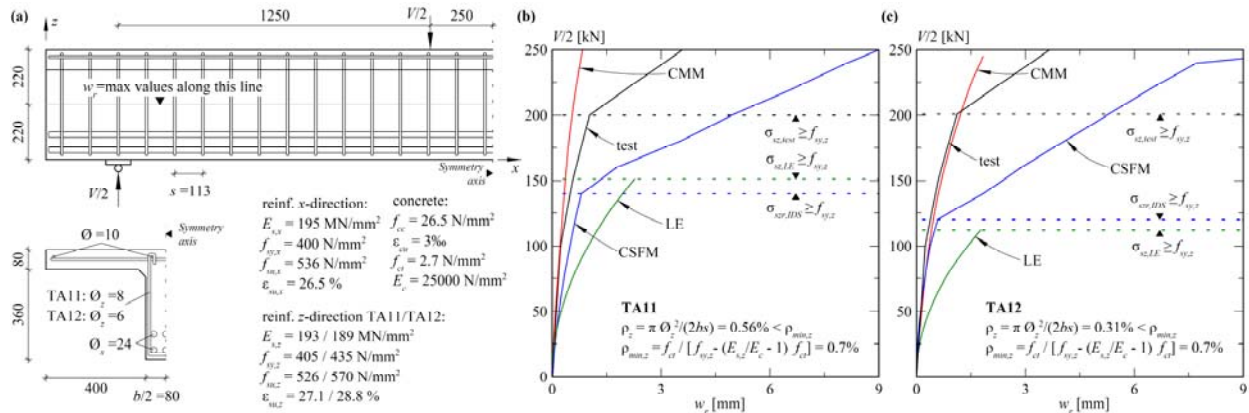 (a)
z
1250
V/2
250
220
220
w_r =max values along this line
x
Symmetry
axis
V/2
s =113
Ø =10
Symmetry
axis
80
360
TA11: Ø_z =8
TA12: Ø_z =6
Ø_x =24
400
b/2 =80
reinf. x-direction:
E_s,x = 195 MN/mm²
f_sy,x = 400 N/mm²
f_su,x = 536 N/mm²
ε_su,x = 26.5 %
concrete:
f_cc = 26.5 N/mm²
ε_cu = 3‰
f_ct = 2.7 N/mm²
E_c = 25000 N/mm²
reinf. z-direction TA11/TA12:
E_s,z = 193 / 189 MN/mm²
f_sy,z = 405 / 435 N/mm²
f_su,z = 526 / 570 N/mm²
ε_su,z = 27.1 / 28.8 %
(b)
V/2 [kN]
250
200
150
100
50
0
0
3
6
9
w_r [mm]
CMM
test
CSFM
LE
σ_sz,test ≥ f_sy,z
σ_sz,LE ≥ f_sy,z
σ_szr,IDS ≥ f_sy,z
TA11
ρ_z = π Ø_z²/(2bs) = 0.56% < ρ_min,z
ρ_min,z = f_ct / [f_sy,z - (E_s,z/E_c - 1) f_ct] = 0.7%
(c)
V/2 [kN]
250
200
150
100
50
0
0
3
6
9
w_r [mm]
CMM
test
CSFM
LE
σ_sz,test ≥ f_sy,z
σ_szr,IDS ≥ f_sy,z
σ_sz,LE ≥ f_sy,z
TA12
ρ_z = π Ø_z²/(2bs) = 0.31% < ρ_min,z
ρ_min,z = f_ct / [f_sy,z - (E_s,z/E_c - 1) f_ct] = 0.7%